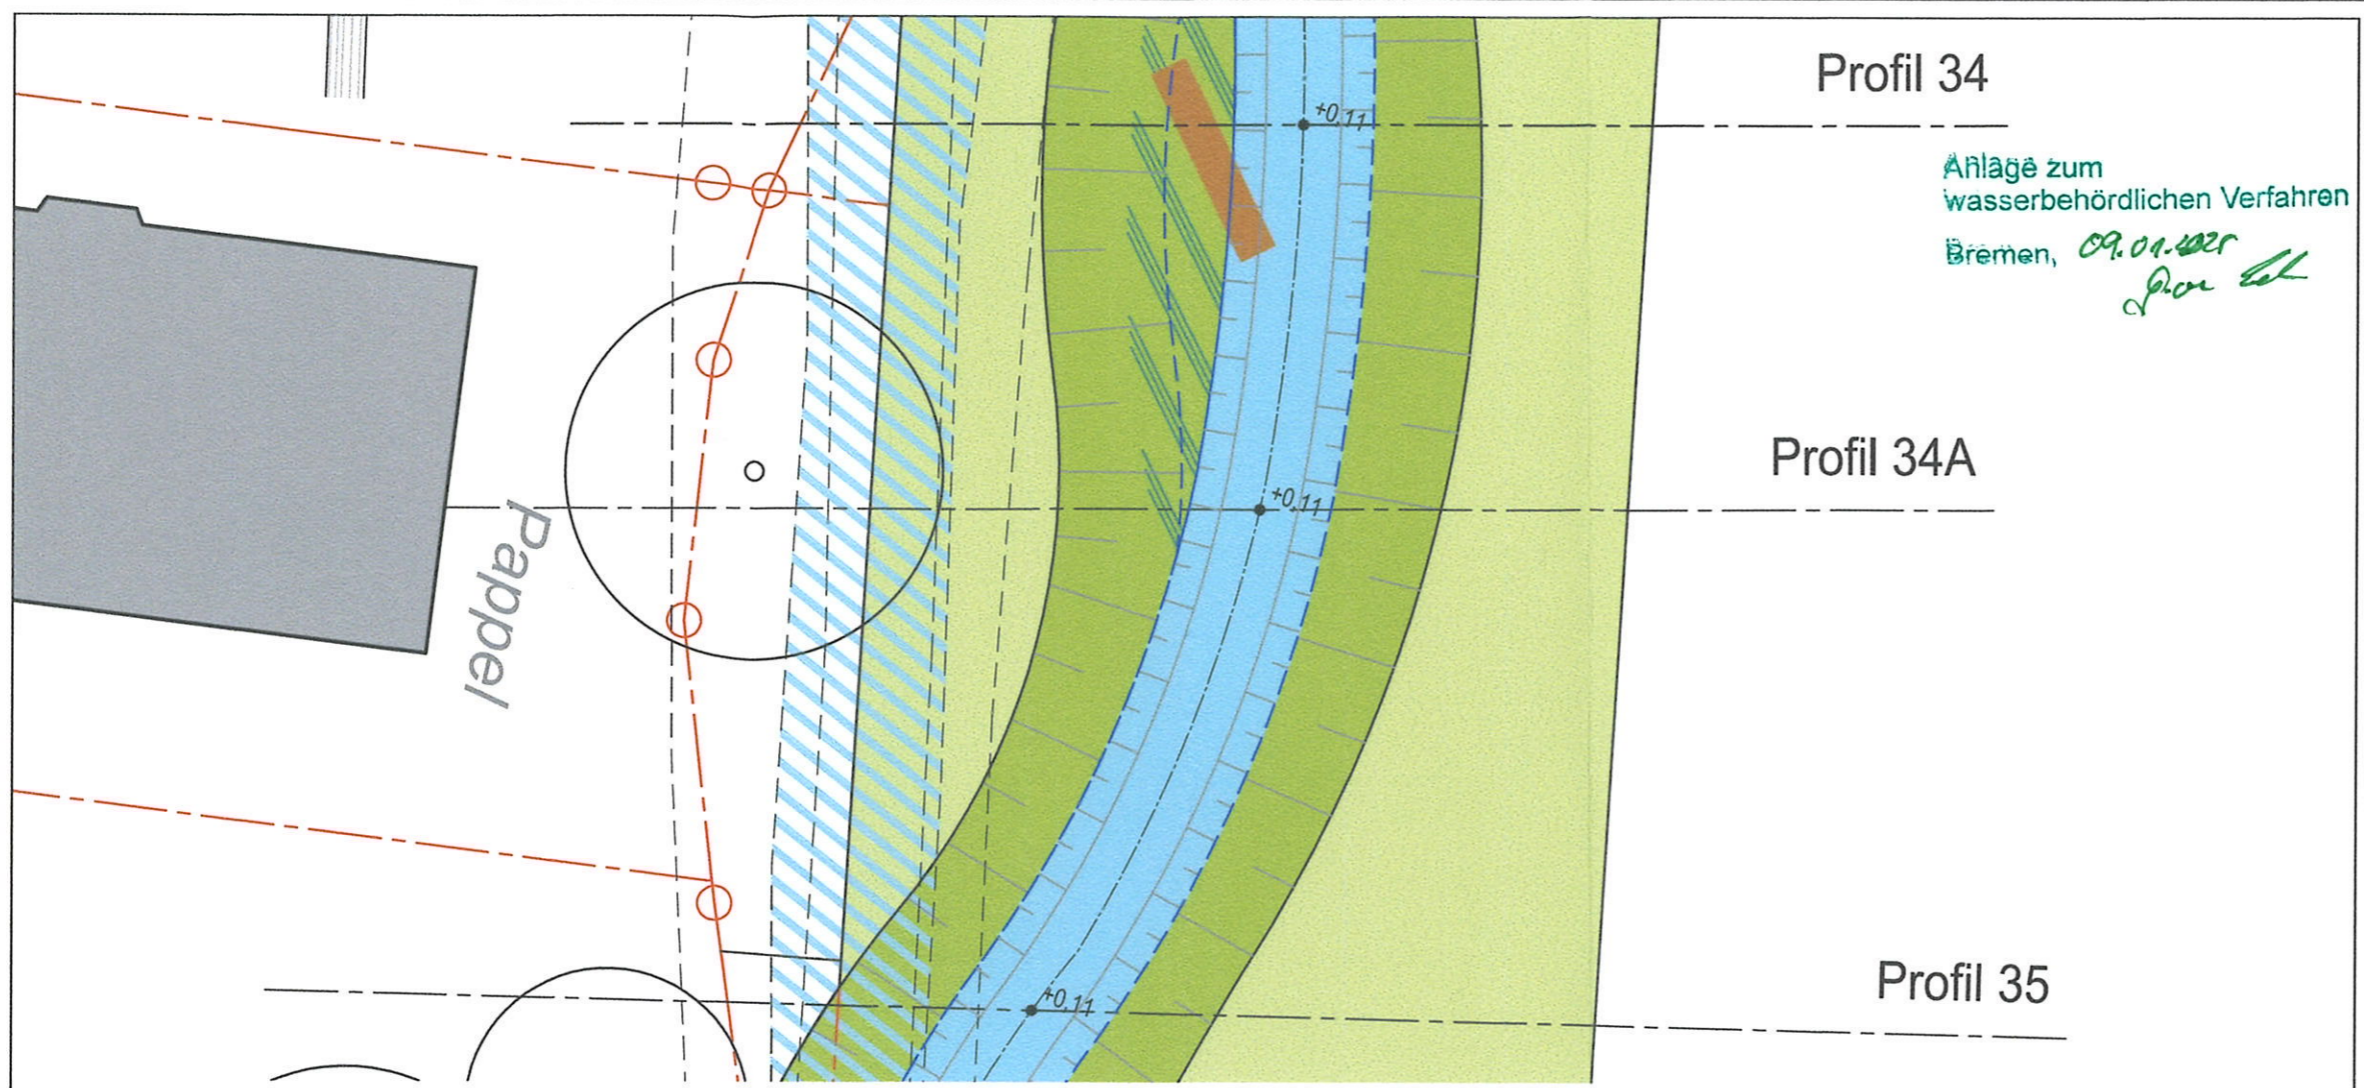 Profil 34
+0,11
Anlage zum
wasserbehördlichen Verfahren
Bremen, 09.01.2025
Profil 34A
+0,11
Pappel
Profil 35
+0,11